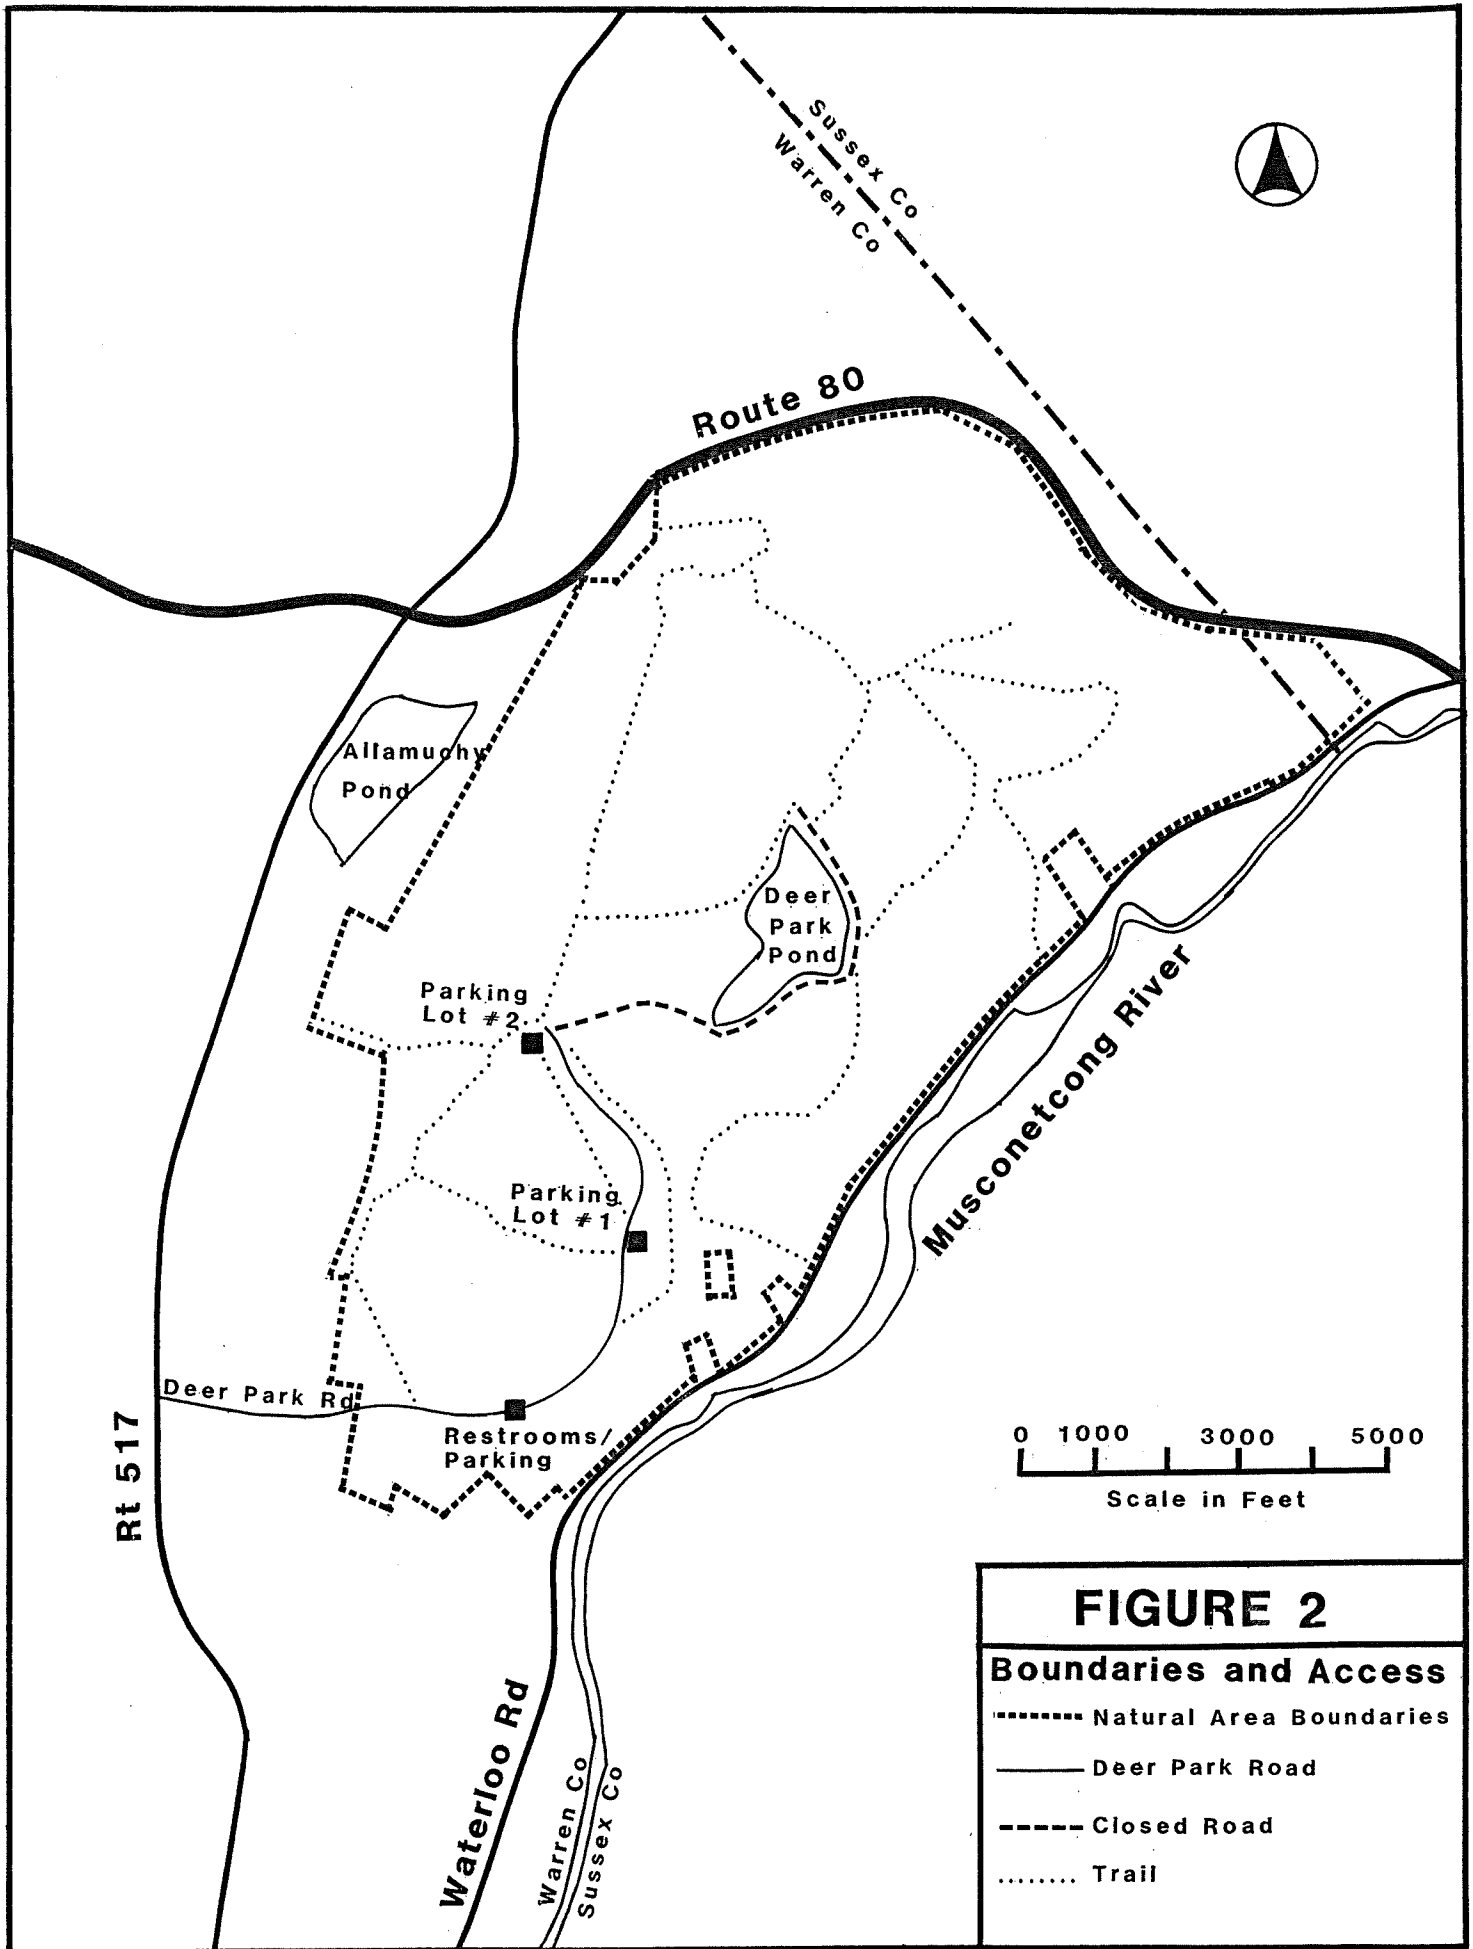 Sussex Co
Warren Co
Route 80
Allamuchy
Pond
Deer
Park
Pond
Parking
Lot #2
Musconetcong River
Parking
Lot #1
Deer Park Rd
Rt 517
Restrooms/
Parking
0 1000 3000 5000
Scale in Feet
Waterloo Rd
Warren Co
Sussex Co
FIGURE 2
Boundaries and Access
Natural Area Boundaries
Deer Park Road
Closed Road
Trail